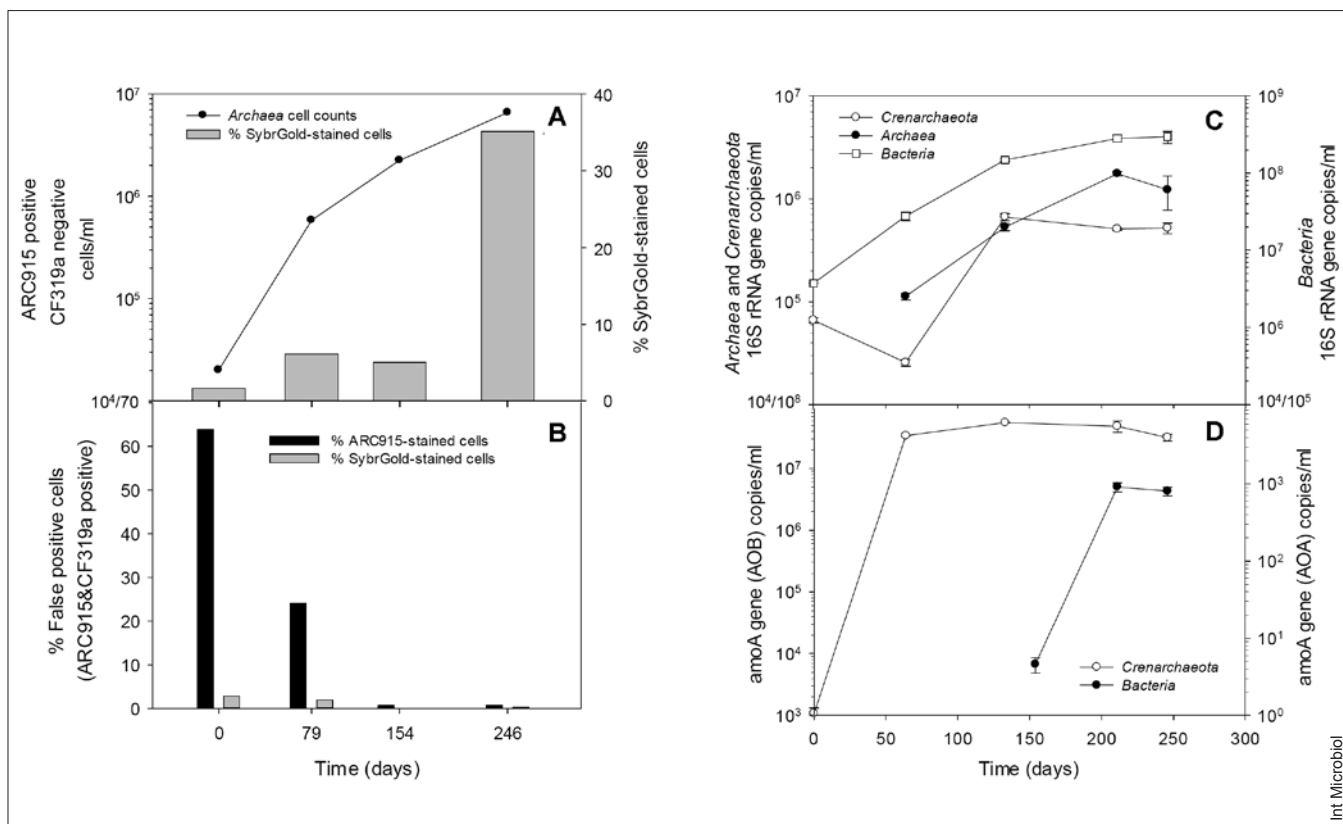 A
Archaea cell counts
% SybrGold-stained cells
10⁷
10⁶
10⁵
10⁴/70
ARC915 positive
CF319a negative
cells/ml
40
30
20
10
0
% SybrGold-stained cells
B
% ARC915-stained cells
% SybrGold-stained cells
60
50
40
30
20
10
0
% False positive cells
(ARC915&CF319a positive)
0 79 154 246
Time (days)
C
Crenarchaeota
Archaea
Bacteria
10⁷
10⁶
10⁵
10⁴/10⁸
Archaea and Crenarchaeota
16S rRNA gene copies/ml
10⁹
10⁸
10⁷
10⁶
10⁴/10⁵
Bacteria
16S rRNA gene copies/ml
D
10⁷
10⁶
10⁵
10⁴
10³
amoA gene (AOB) copies/ml
10³
10²
10¹
10⁰
amoA gene (AOA) copies/ml
Crenarchaeota
Bacteria
0 50 100 150 200 250 300
Time (days)
Int Microbiol